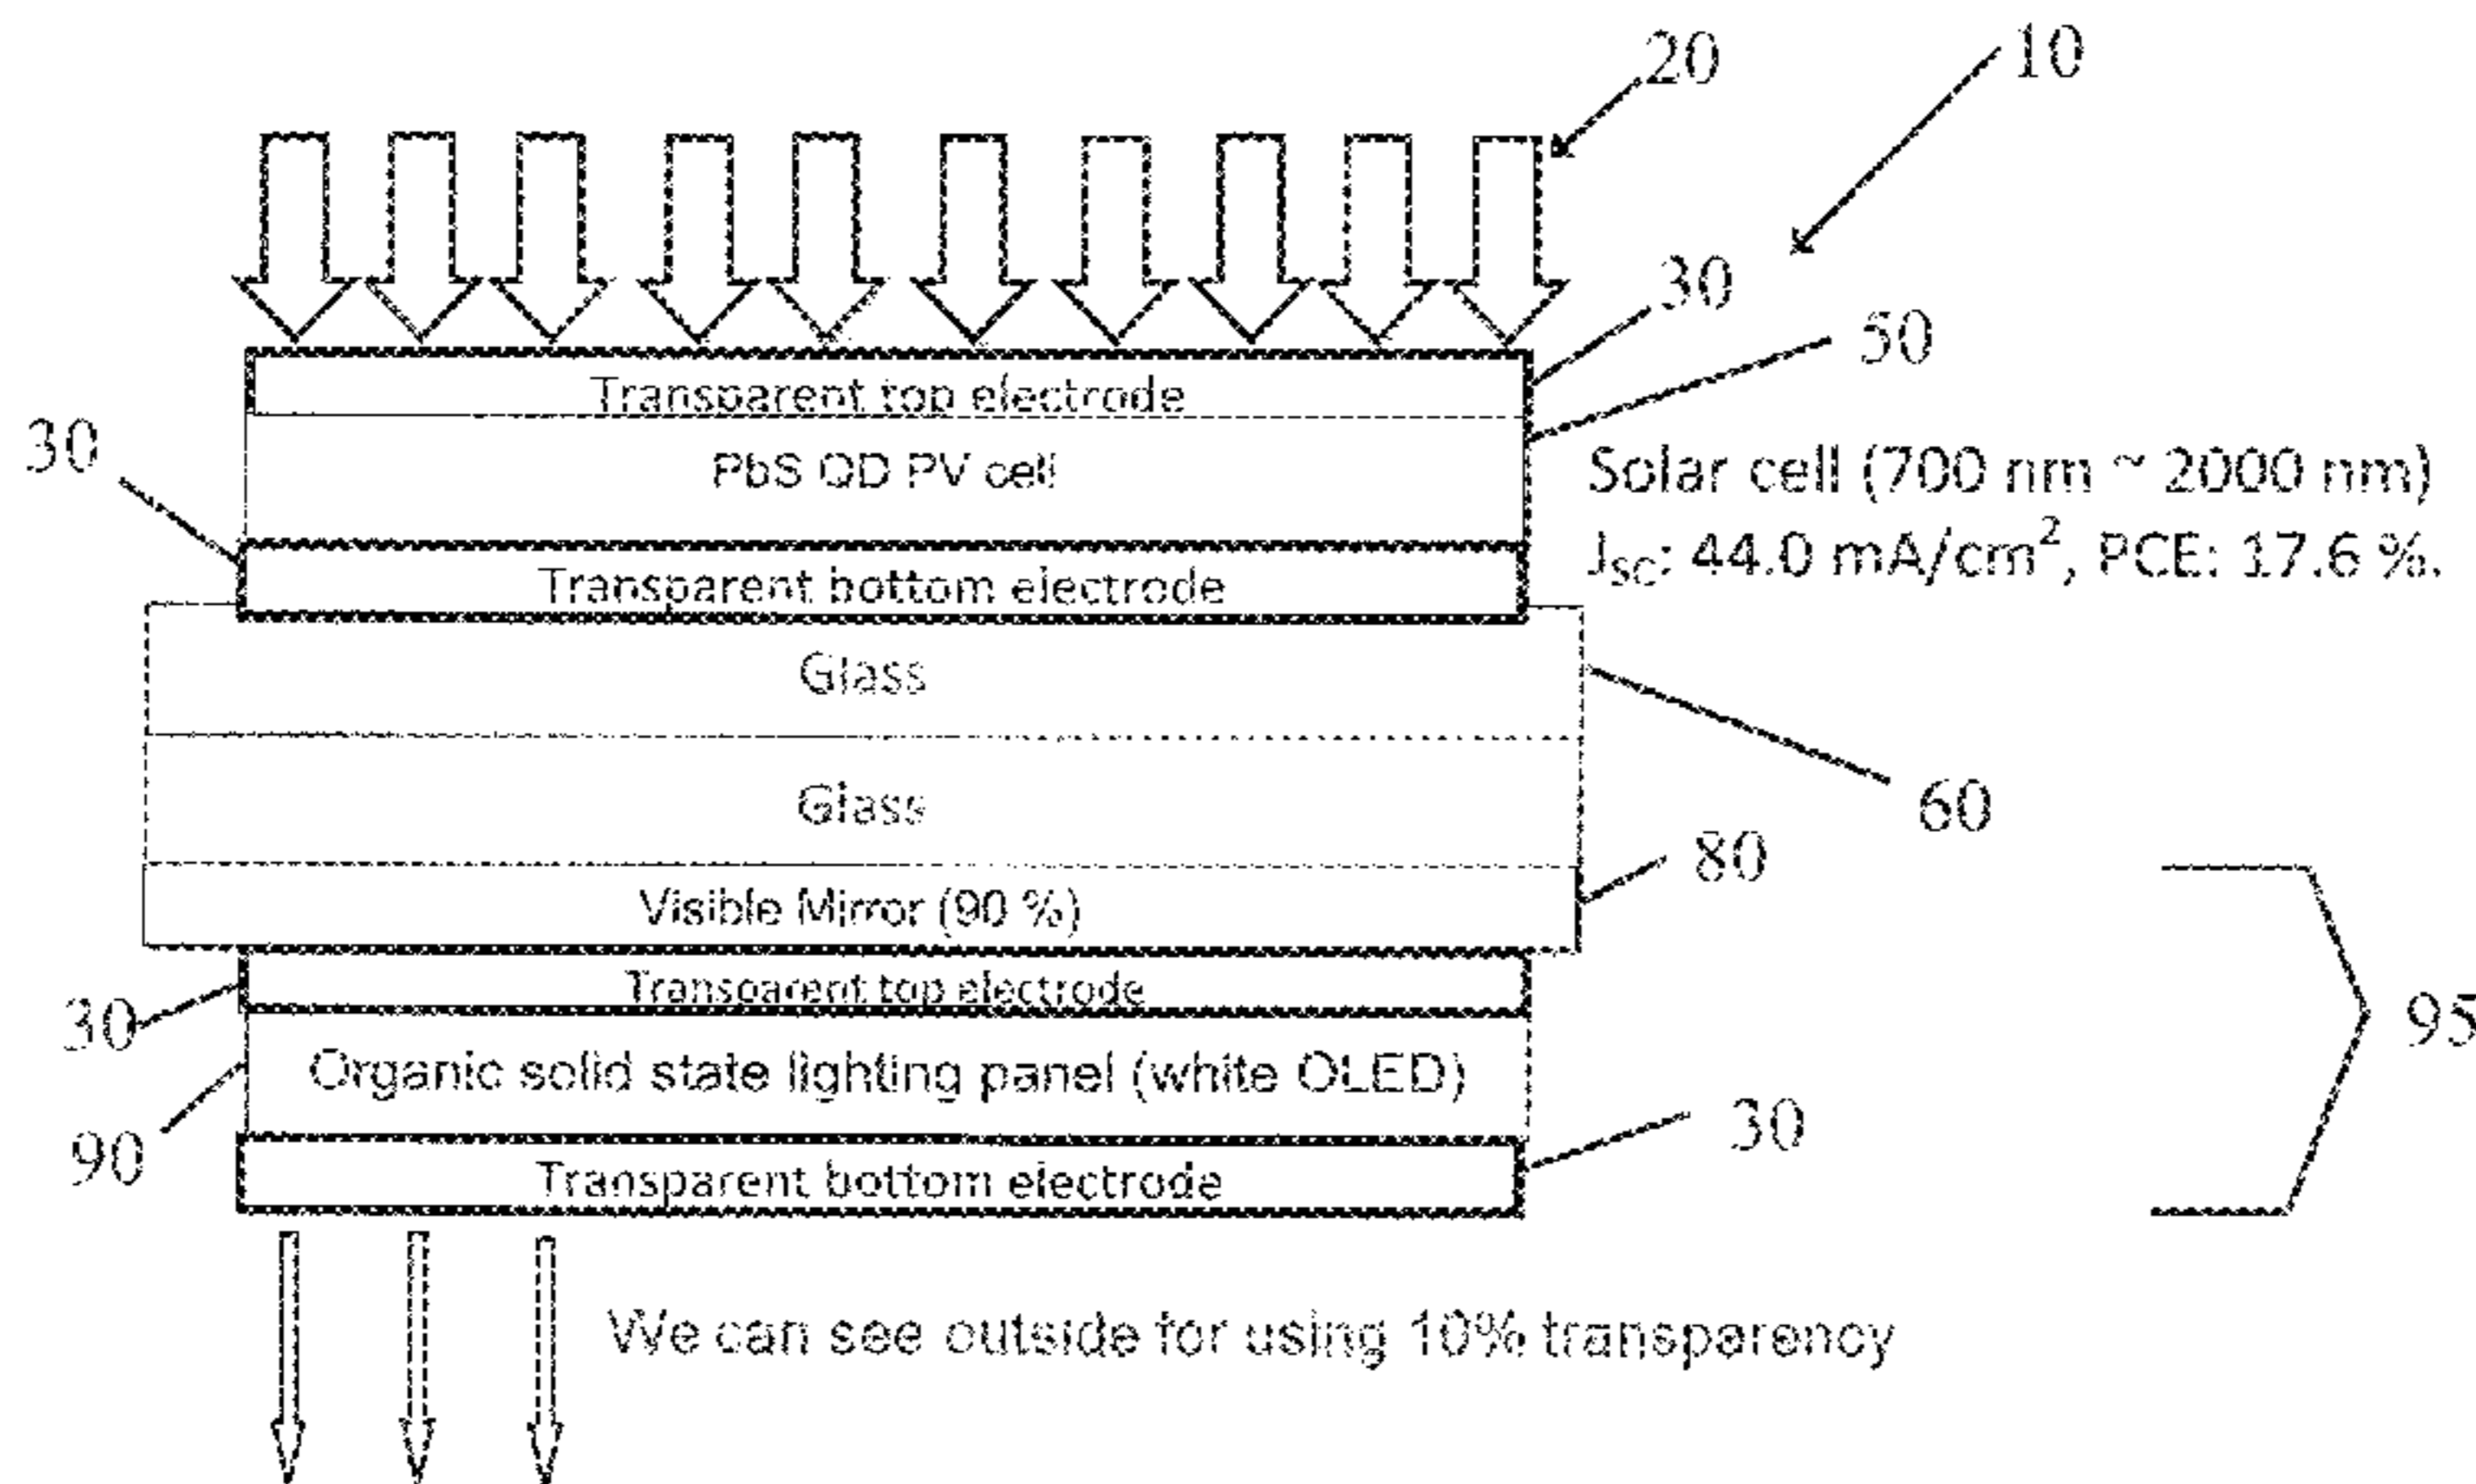 20
10
30
50
Transparent top electrode
30
PbS QD PV cell
Solar cell (700 nm ~ 2000 nm)
Jsc: 44.0 mA/cm², PCE: 17.6 %.
Transparent bottom electrode
Glass
Glass
60
80
Visible Mirror (90 %)
Transparent top electrode
30
95
Organic solid state lighting panel (white OLED)
90
30
Transparent bottom electrode
We can see outside for using 10% transparency